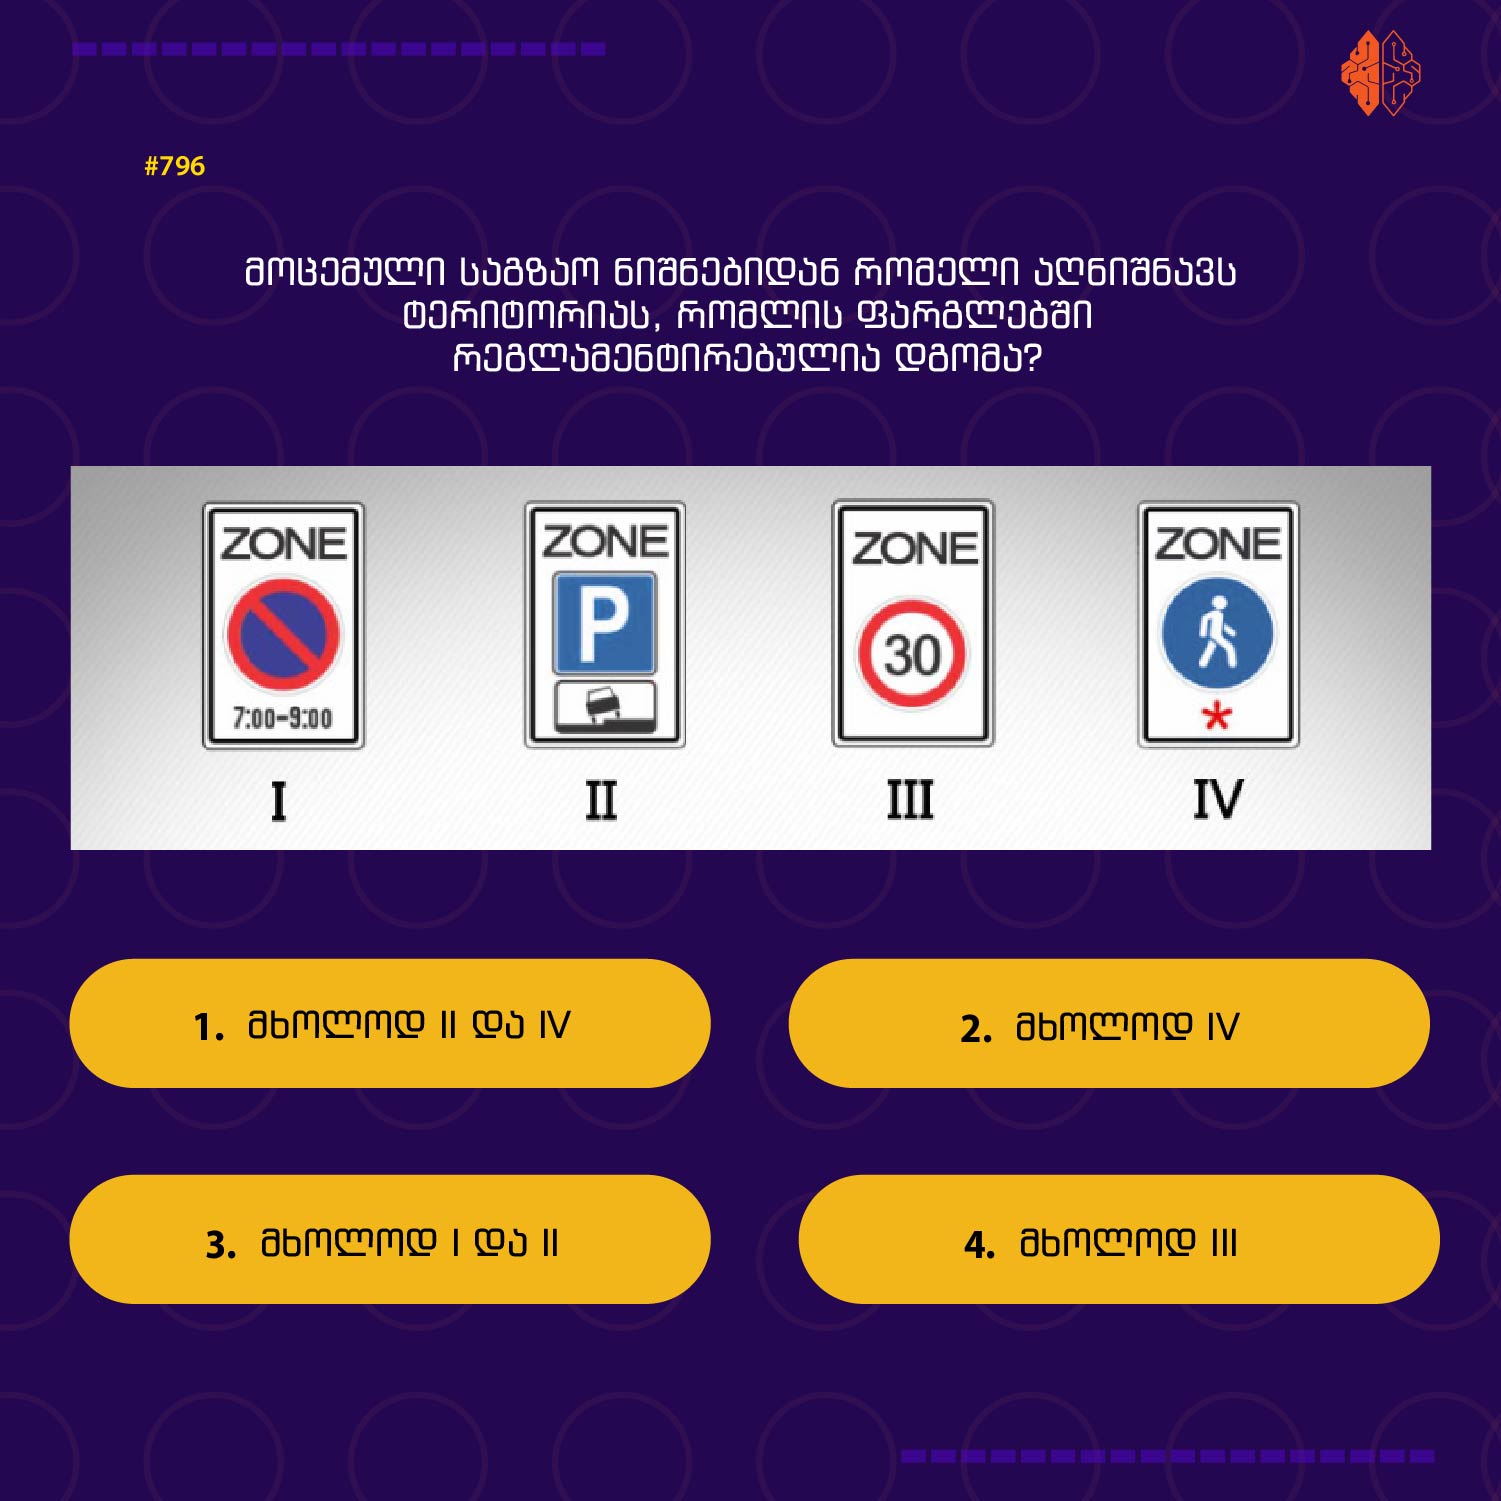 #796
მოცემული საგზაო ნიშნებიდან რომელი აღნიშნავს
ტერიტორიას, რომლის ფარგლებში
რეგლამენტირებულია დგომა?
ZONE
7:00-9:00
I
ZONE
P
II
ZONE
30
III
ZONE
*
IV
1. მხოლოდ II და IV
2. მხოლოდ IV
3. მხოლოდ I და II
4. მხოლოდ III